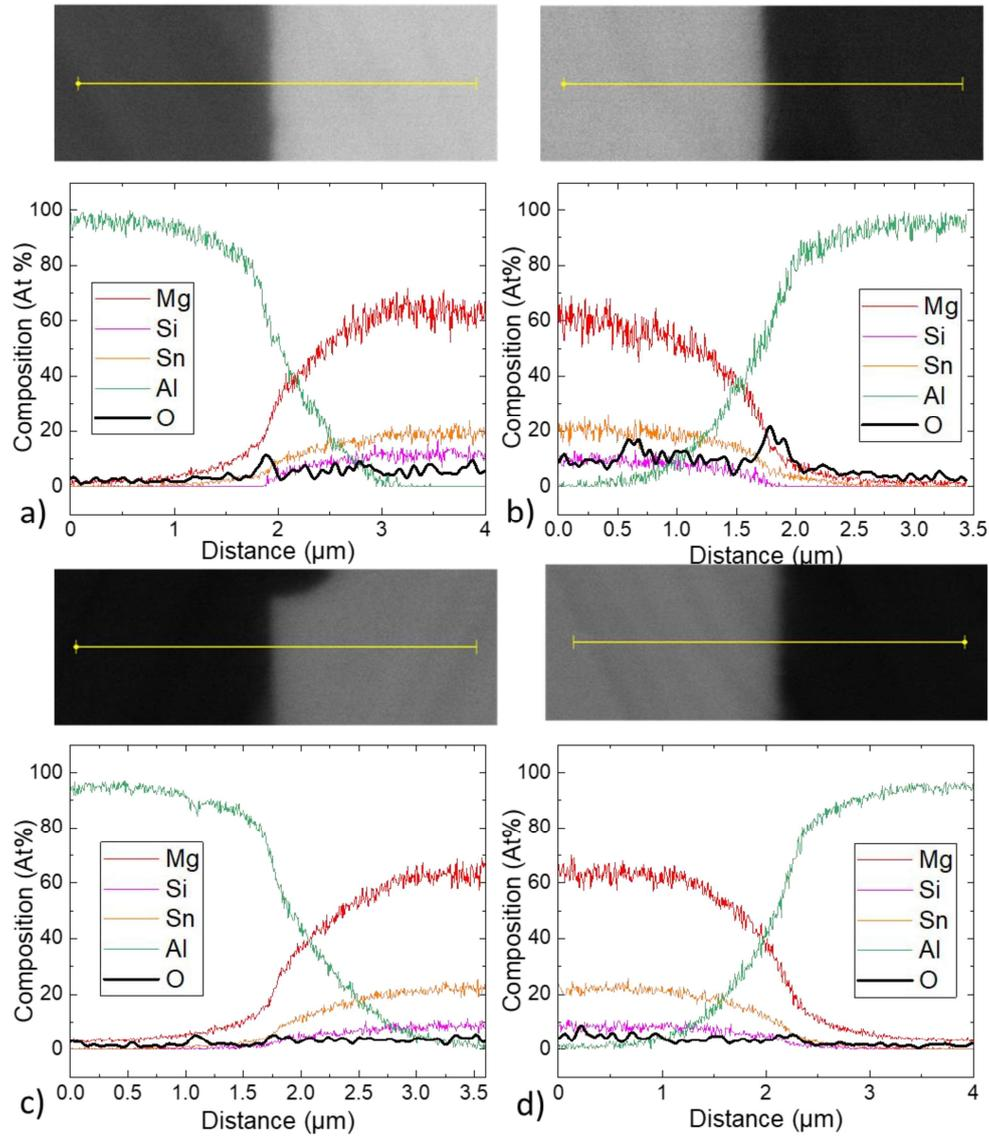 100
80
60
40
20
0
Composition (At %)
Mg
Si
Sn
Al
O
0 1 2 3 4
Distance (µm)
a)
100
80
60
40
20
0
Composition (At%)
Mg
Si
Sn
Al
O
0.0 0.5 1.0 1.5 2.0 2.5 3.0 3.5
Distance (µm)
b)
100
80
60
40
20
0
Composition (At%)
Mg
Si
Sn
Al
O
0.0 0.5 1.0 1.5 2.0 2.5 3.0 3.5
Distance (µm)
c)
100
80
60
40
20
0
Composition (At%)
Mg
Si
Sn
Al
O
0 1 2 3 4
Distance (µm)
d)